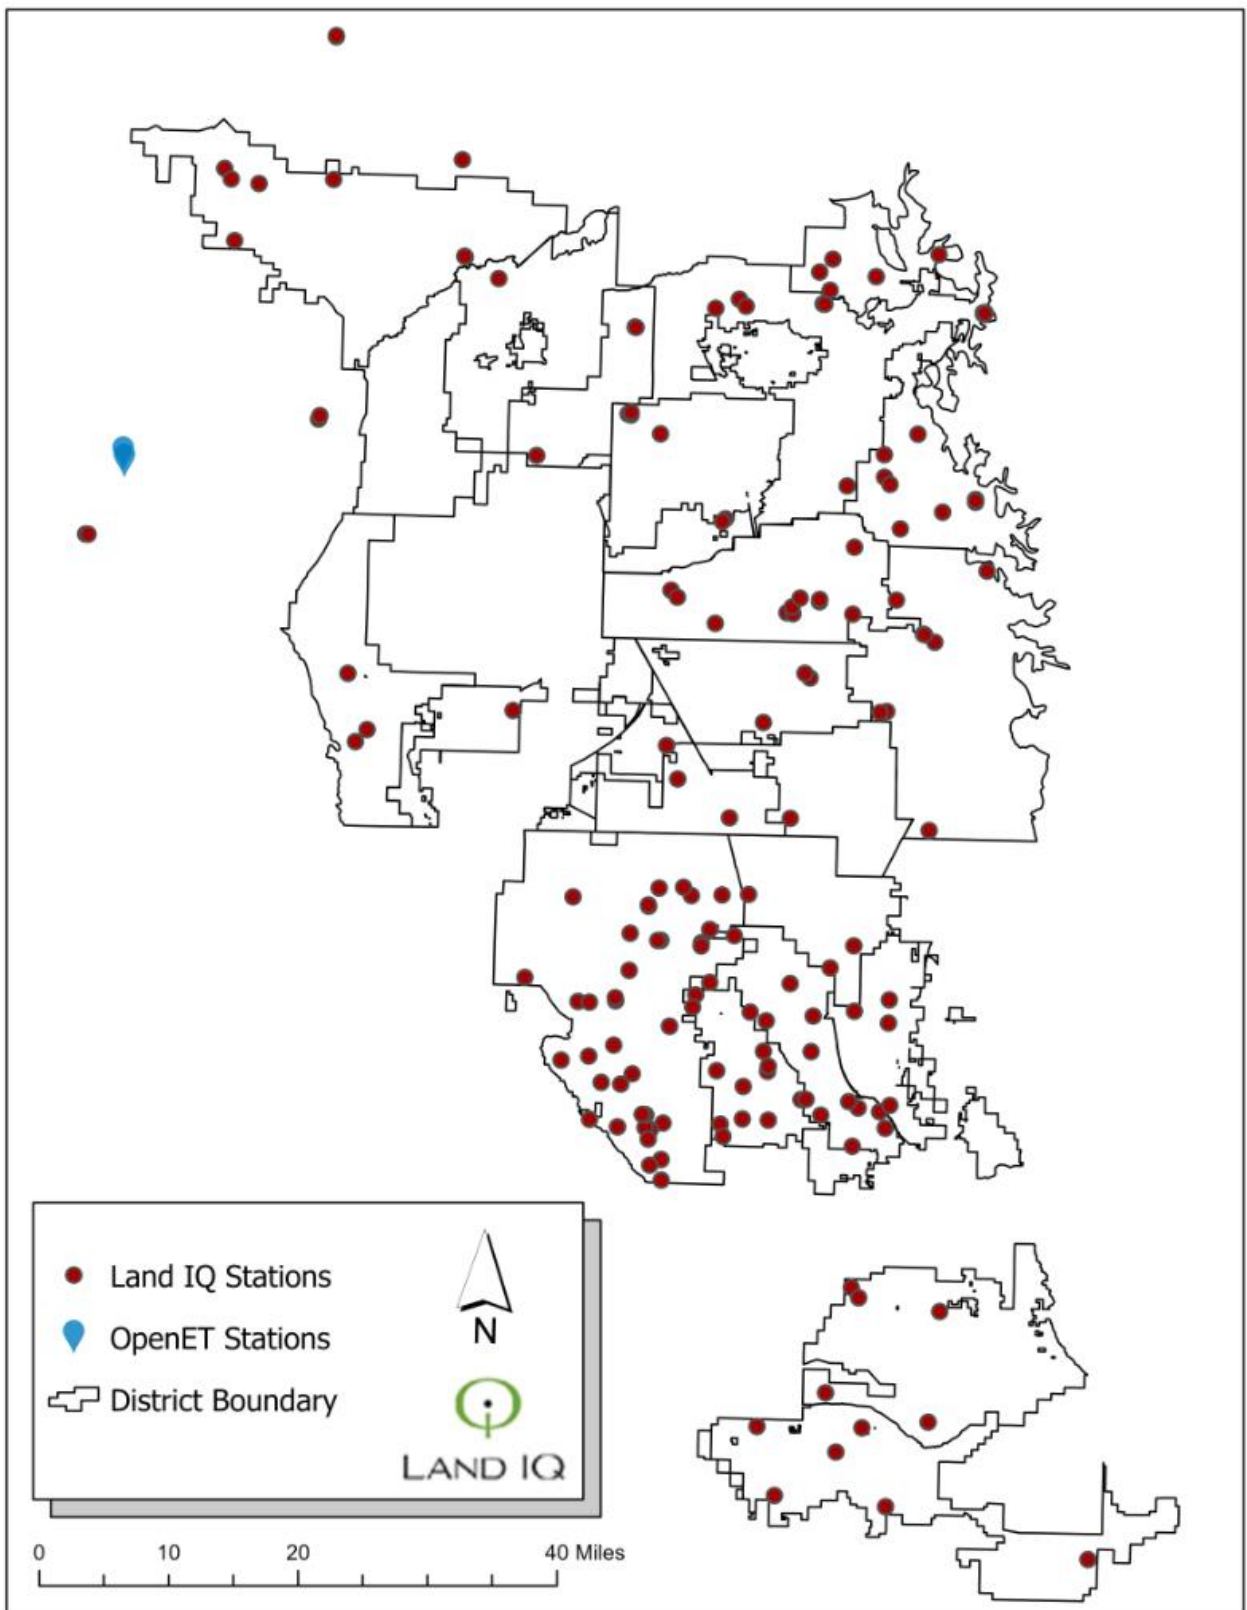 Land IQ Stations
OpenET Stations
District Boundary
N
LAND IQ
0 10 20 40 Miles